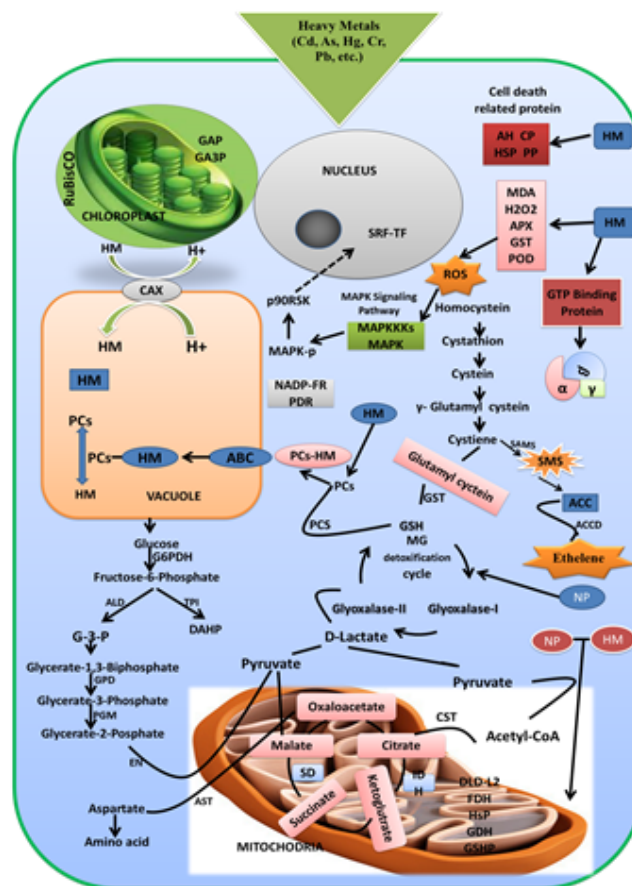 Heavy Metals
(Cd, As, Hg, Cr,
Pb, etc.)
RuBisCO
GAP
GA3P
CHLOROPLAST
HM
H+
CAX
HM
H+
HM
PCs
PCs
HM
ABC
HM
VACUOLE
NUCLEUS
SRF-TF
p90RSK
MAPK Signaling
Pathway
MAPK-p
MAPKKKs
MAPK
NADP-FR
PDR
Cell death
related protein
AH CP
HSP PP
HM
MDA
H2O2
APX
GST
POD
HM
ROS
GTP Binding
Protein
α
γ
Homocystein
Cystathion
Cystein
γ- Glutamyl cystein
Cystiene
SAMS
SMS
ACC
ACCD
Ethelene
HM
PCs-HM
PCs
PCS
Glutamyl cyctein
GST
GSH
MG
detosification
cycle
NP
Glyoxalase-II
Glyoxalase-I
D-Lactate
NP
HM
Glucose
G6PDH
Fructose-6-Phosphate
ALD
TPI
G-3-P
DAHP
Glycerate-1,3-Biphosphate
GPD
Glycerate-3-Phosphate
PGM
Glycerate-2-Posphate
EN
Pyruvate
Pyruvate
Oxaloacetate
CST
Acetyl-CoA
Malate
Citrate
SD
ID
H
Succinate
Ketoglutrate
DLD-L2
FDH
HsP
GDH
GSHP
AST
Aspartate
Amino acid
MITOCHODRIA